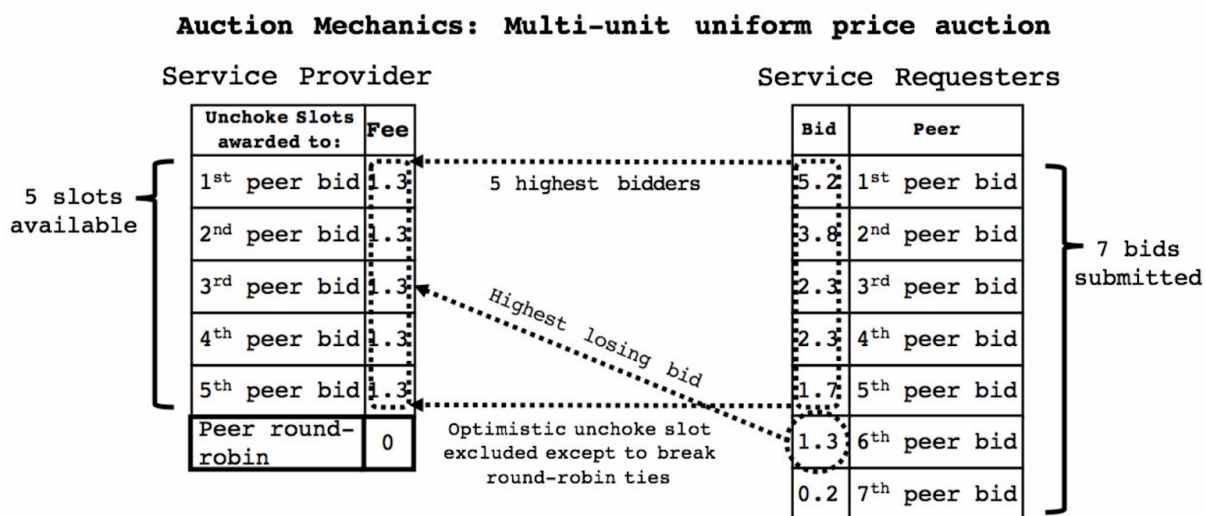 Auction Mechanics: Multi-unit uniform price auction
Service Provider
Unchoke Slots
awarded to:
Fee
1st peer bid 1.3
2nd peer bid 1.3
3rd peer bid 1.3
4th peer bid 1.3
5th peer bid 1.3
Peer round-
robin
0
5 slots
available
5 highest bidders
Highest losing bid
Optimistic unchoke slot
excluded except to break
round-robin ties
Service Requesters
Bid Peer
5.2 1st peer bid
3.8 2nd peer bid
2.3 3rd peer bid
2.3 4th peer bid
1.7 5th peer bid
1.3 6th peer bid
0.2 7th peer bid
7 bids
submitted